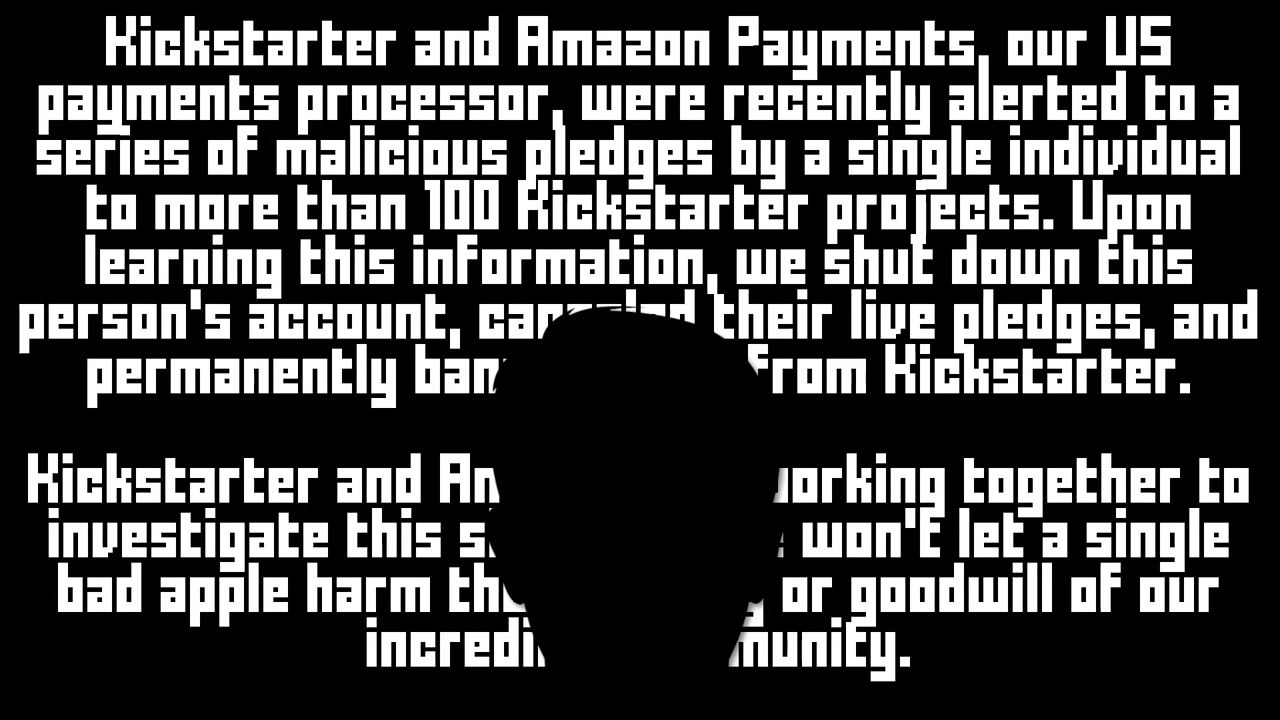 Kickstarter and Amazon Payments, our US
payments processor, were recently alerted to a
series of malicious pledges by a single individual
to more than 100 Kickstarter projects. Upon
learning this information, we shut down this
person's account, their live pledges, and
permanently from Kickstarter.
Kickstarter and working together to
investigate this won't let a single
bad apple harm or goodwill of our